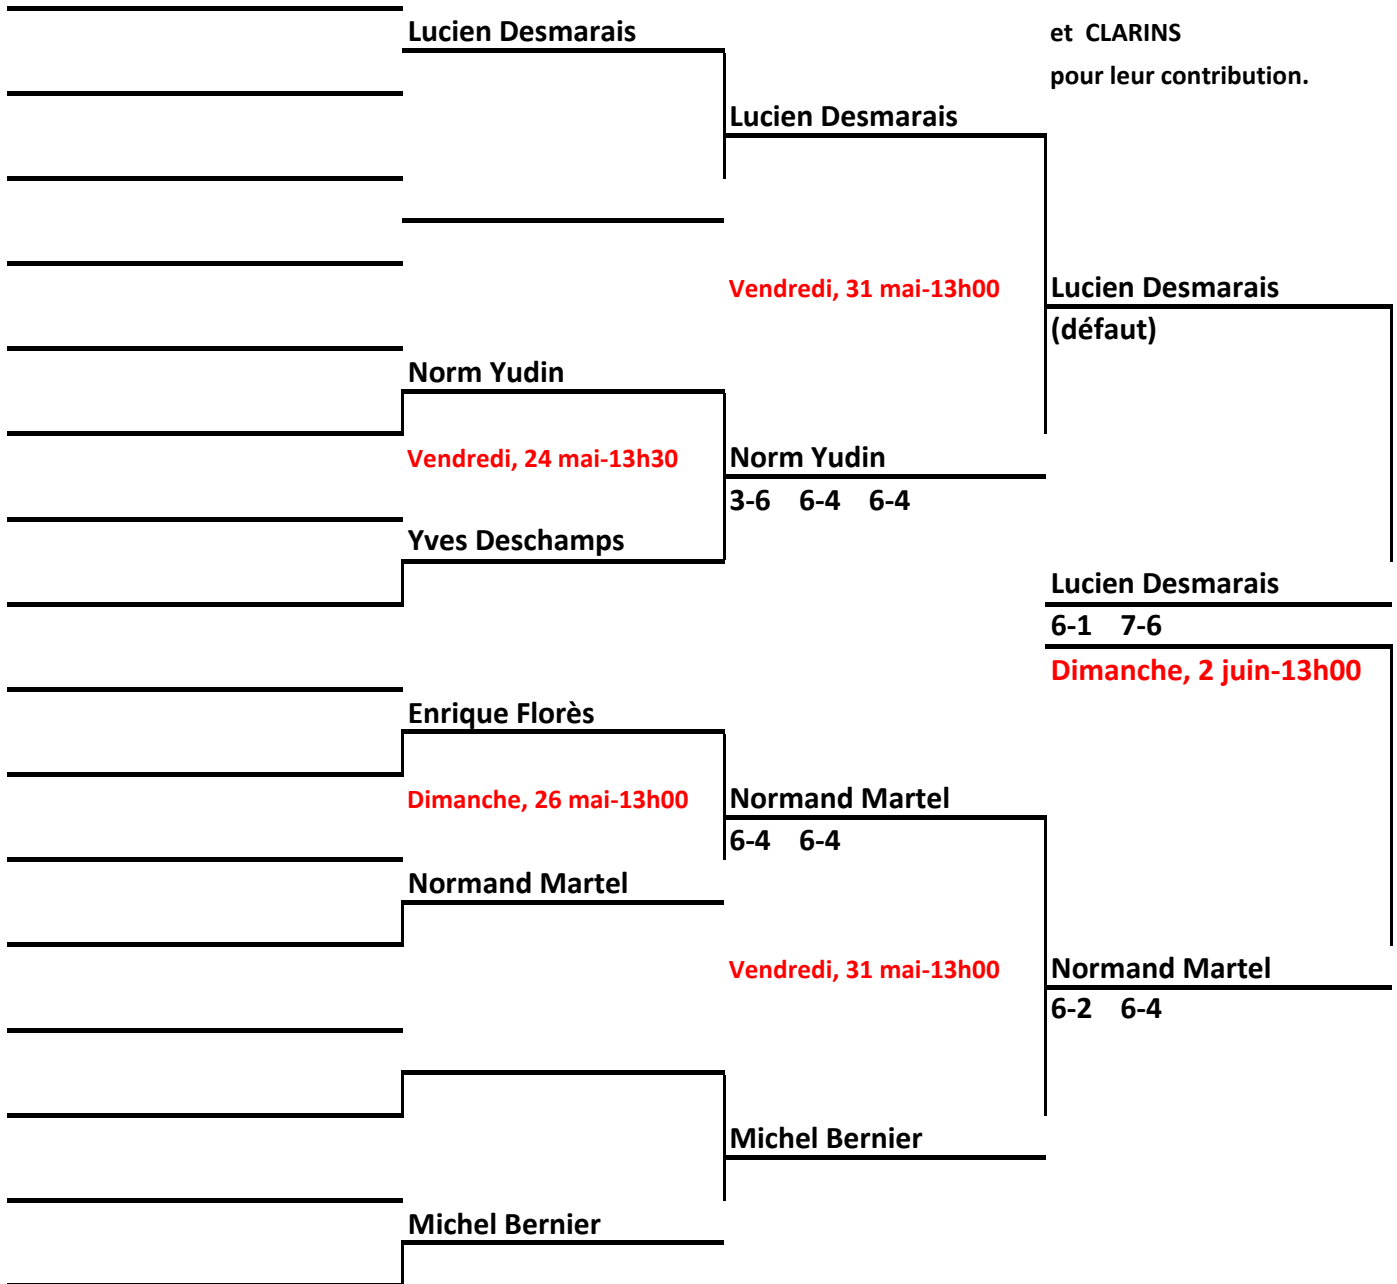 Lucien Desmarais
et CLARINS
pour leur contribution.
Lucien Desmarais
Vendredi, 31 mai-13h00
Lucien Desmarais
(défaut)
Norm Yudin
Vendredi, 24 mai-13h30
Norm Yudin
3-6 6-4 6-4
Yves Deschamps
Lucien Desmarais
6-1 7-6
Dimanche, 2 juin-13h00
Enrique Florès
Dimanche, 26 mai-13h00
Normand Martel
6-4 6-4
Normand Martel
Vendredi, 31 mai-13h00
Normand Martel
6-2 6-4
Michel Bernier
Michel Bernier